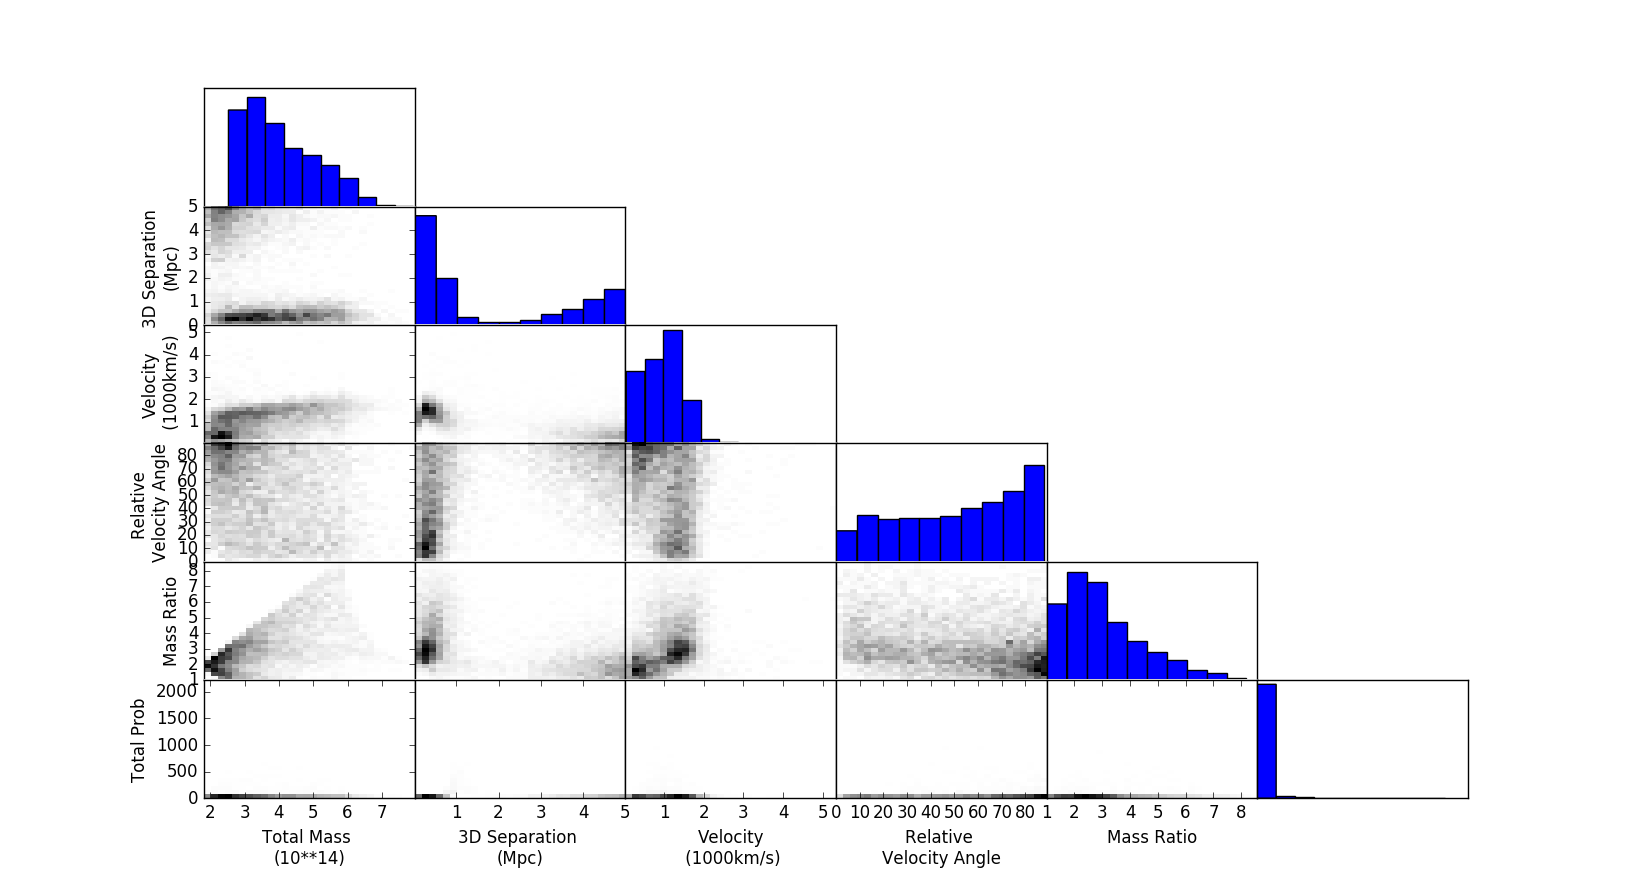 5
4
3
2
1
0
3D Separation
(Mpc)
5
4
3
2
1
Velocity
(1000km/s)
80
70
60
50
40
30
20
10
0
Relative
Velocity Angle
8
7
6
5
4
3
2
1
Mass Ratio
2000
1500
1000
500
0
Total Prob
2 3 4 5 6 7 1 2 3 4 5 1 2 3 4 5 0 10 20 30 40 50 60 70 80 1 2 3 4 5 6 7 8
Total Mass
(10**14)
3D Separation
(Mpc)
Velocity
(1000km/s)
Relative
Velocity Angle
Mass Ratio